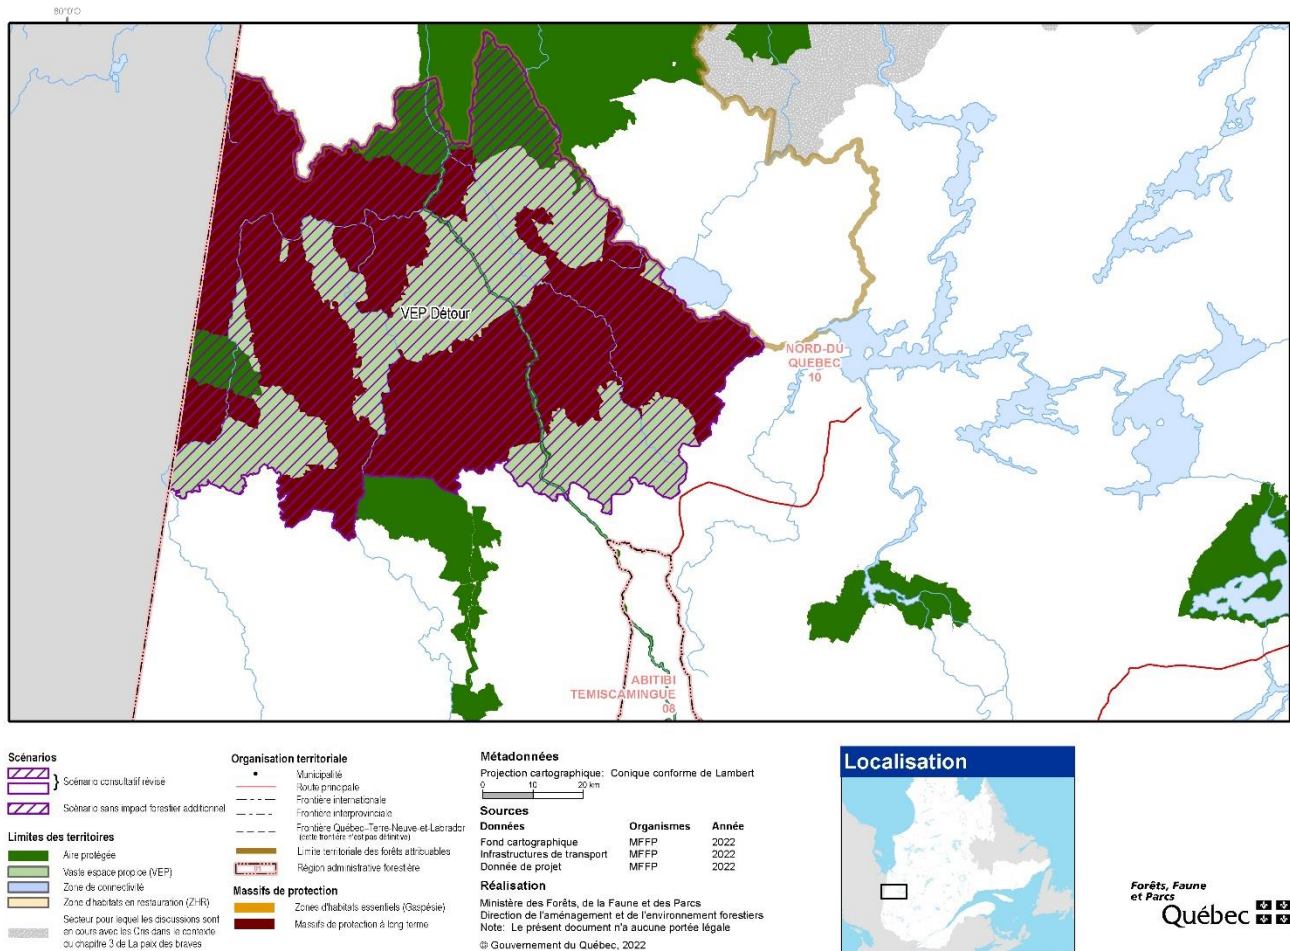 80°0'O
VEP Détour
NORD-DU
QUEBEC
10
ABITIBI
TEMISCAMINGUE
08
Scénarios
Scénario consultatif révisé
Scénario sans impact forestier additionnel
Limites des territoires
Aire protégée
Vaste espace propice (VEP)
Zone de connectivité
Zone d'habitats en restauration (ZHR)
Secteur pour lequel les discussions sont
en cours avec les Cris dans le contexte
du chapitre 3 de La paix des braves
Organisation territoriale
Municipalité
Route principale
Frontière internationale
Frontière interprovinciale
Frontière Québec–Terre-Neuve-et-Labrador
(cette frontière n'est pas définitive)
Limite territoriale des forêts attribuables
Région administrative forestière
Massifs de protection
Zones d'habitats essentiels (Gaspésie)
Massifs de protection à long terme
Métadonnées
Projection cartographique: Conique conforme de Lambert
0 10 20 km
Sources
Données Organismes Année
Fond cartographique MFFP 2022
Infrastructures de transport MFFP 2022
Donnée de projet MFFP 2022
Réalisation
Ministère des Forêts, de la Faune et des Parcs
Direction de l'aménagement et de l'environnement forestiers
Note: Le présent document n'a aucune portée légale
© Gouvernement du Québec, 2022
Localisation
Forêts, Faune
et Parcs
Québec